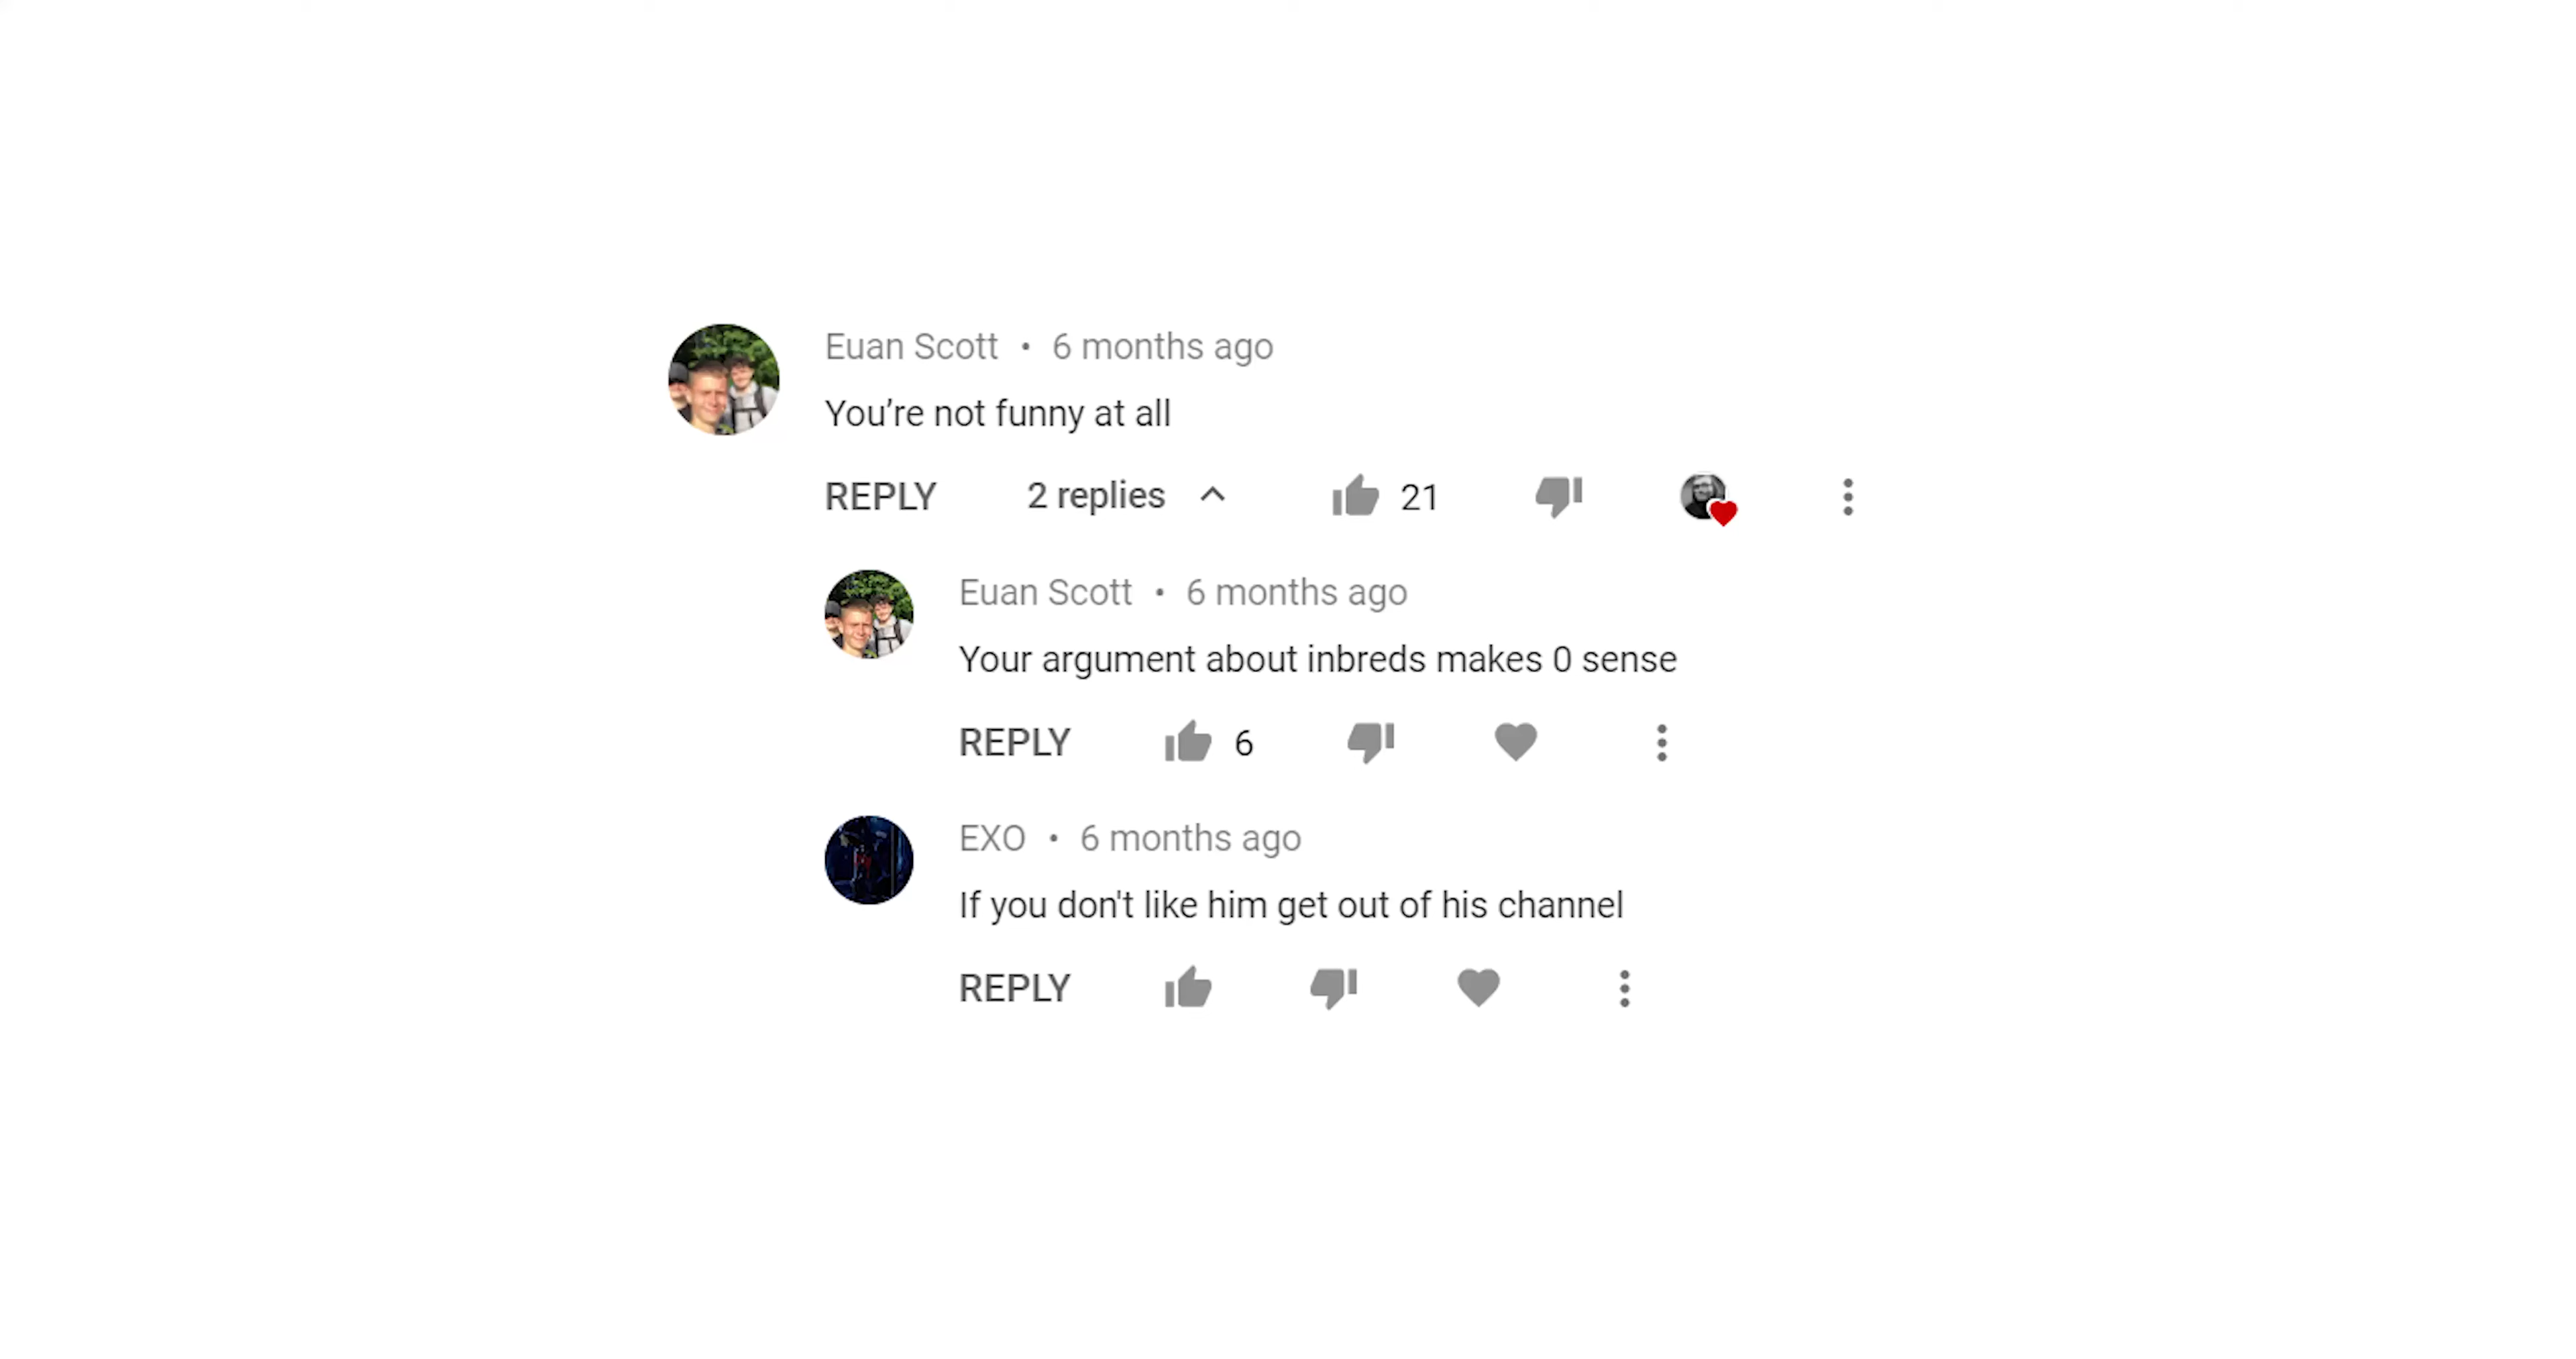 Euan Scott • 6 months ago
You’re not funny at all
REPLY 2 replies 21
Euan Scott • 6 months ago
Your argument about inbreds makes 0 sense
REPLY 6
EXO • 6 months ago
If you don't like him get out of his channel
REPLY